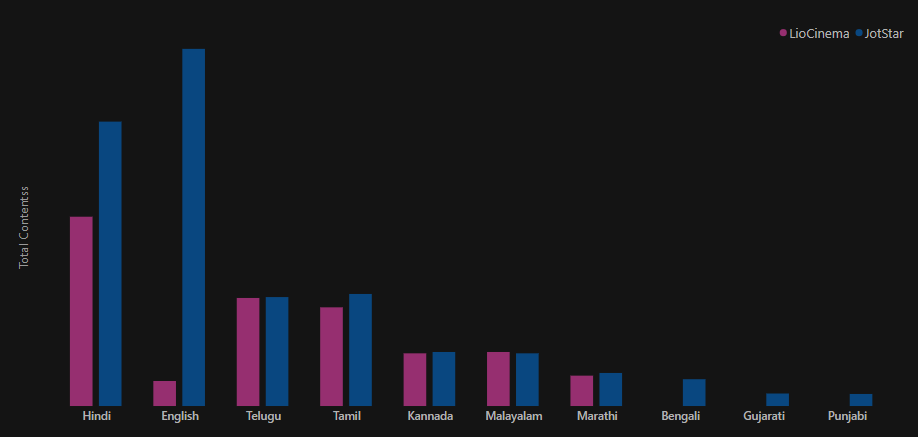 LioCinema JotStar
Total Contentss
Hindi English Telugu Tamil Kannada Malayalam Marathi Bengali Gujarati Punjabi